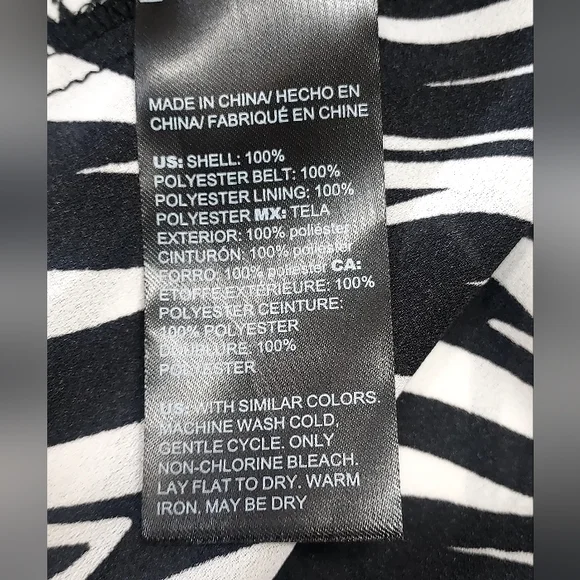 MADE IN CHINA/ HECHO EN
CHINA/ FABRIQUÉ EN CHINE
US: SHELL: 100%
POLYESTER BELT: 100%
POLYESTER LINING: 100%
POLYESTER MX: TELA
EXTERIOR: 100% poliéster
CINTURÓN: 100% poliéster
FORRO: 100% poliéster CA:
ÉTOFFE EXTÉRIEURE: 100%
POLYESTER CEINTURE:
100% POLYESTER
DOUBLURE: 100%
POLYESTER
US: WITH SIMILAR COLORS.
MACHINE WASH COLD,
GENTLE CYCLE. ONLY
NON-CHLORINE BLEACH.
LAY FLAT TO DRY. WARM
IRON, MAY BE DRY